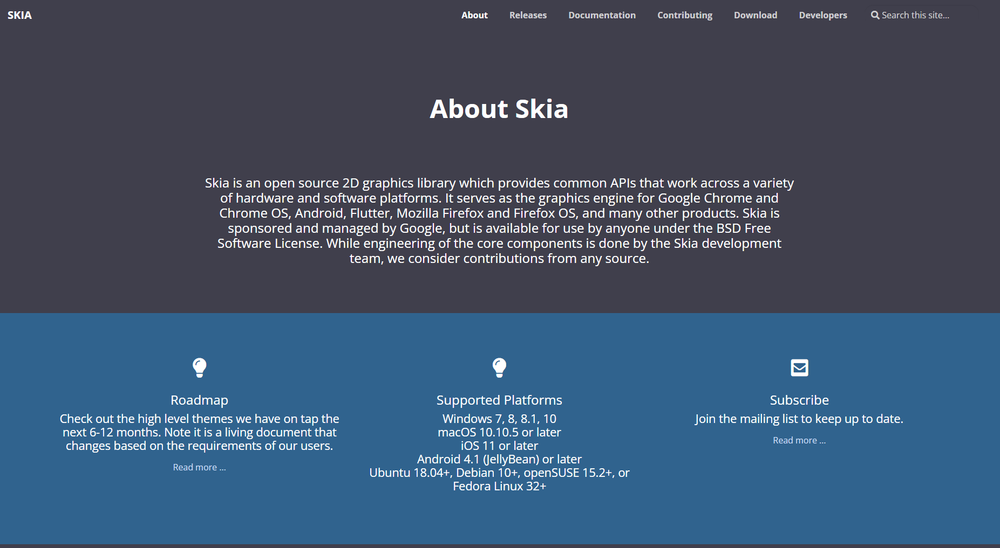 SKIA
About
Releases
Documentation
Contributing
Download
Developers
Search this site...
About Skia
Skia is an open source 2D graphics library which provides common APIs that work across a variety
of hardware and software platforms. It serves as the graphics engine for Google Chrome and
Chrome OS, Android, Flutter, Mozilla Firefox and Firefox OS, and many other products. Skia is
sponsored and managed by Google, but is available for use by anyone under the BSD Free
Software License. While engineering of the core components is done by the Skia development
team, we consider contributions from any source.
Roadmap
Check out the high level themes we have on tap the
next 6-12 months. Note it is a living document that
changes based on the requirements of our users.
Read more ...
Supported Platforms
Windows 7, 8, 8.1, 10
macOS 10.10.5 or later
iOS 11 or later
Android 4.1 (JellyBean) or later
Ubuntu 18.04+, Debian 10+, openSUSE 15.2+, or
Fedora Linux 32+
Subscribe
Join the mailing list to keep up to date.
Read more ...